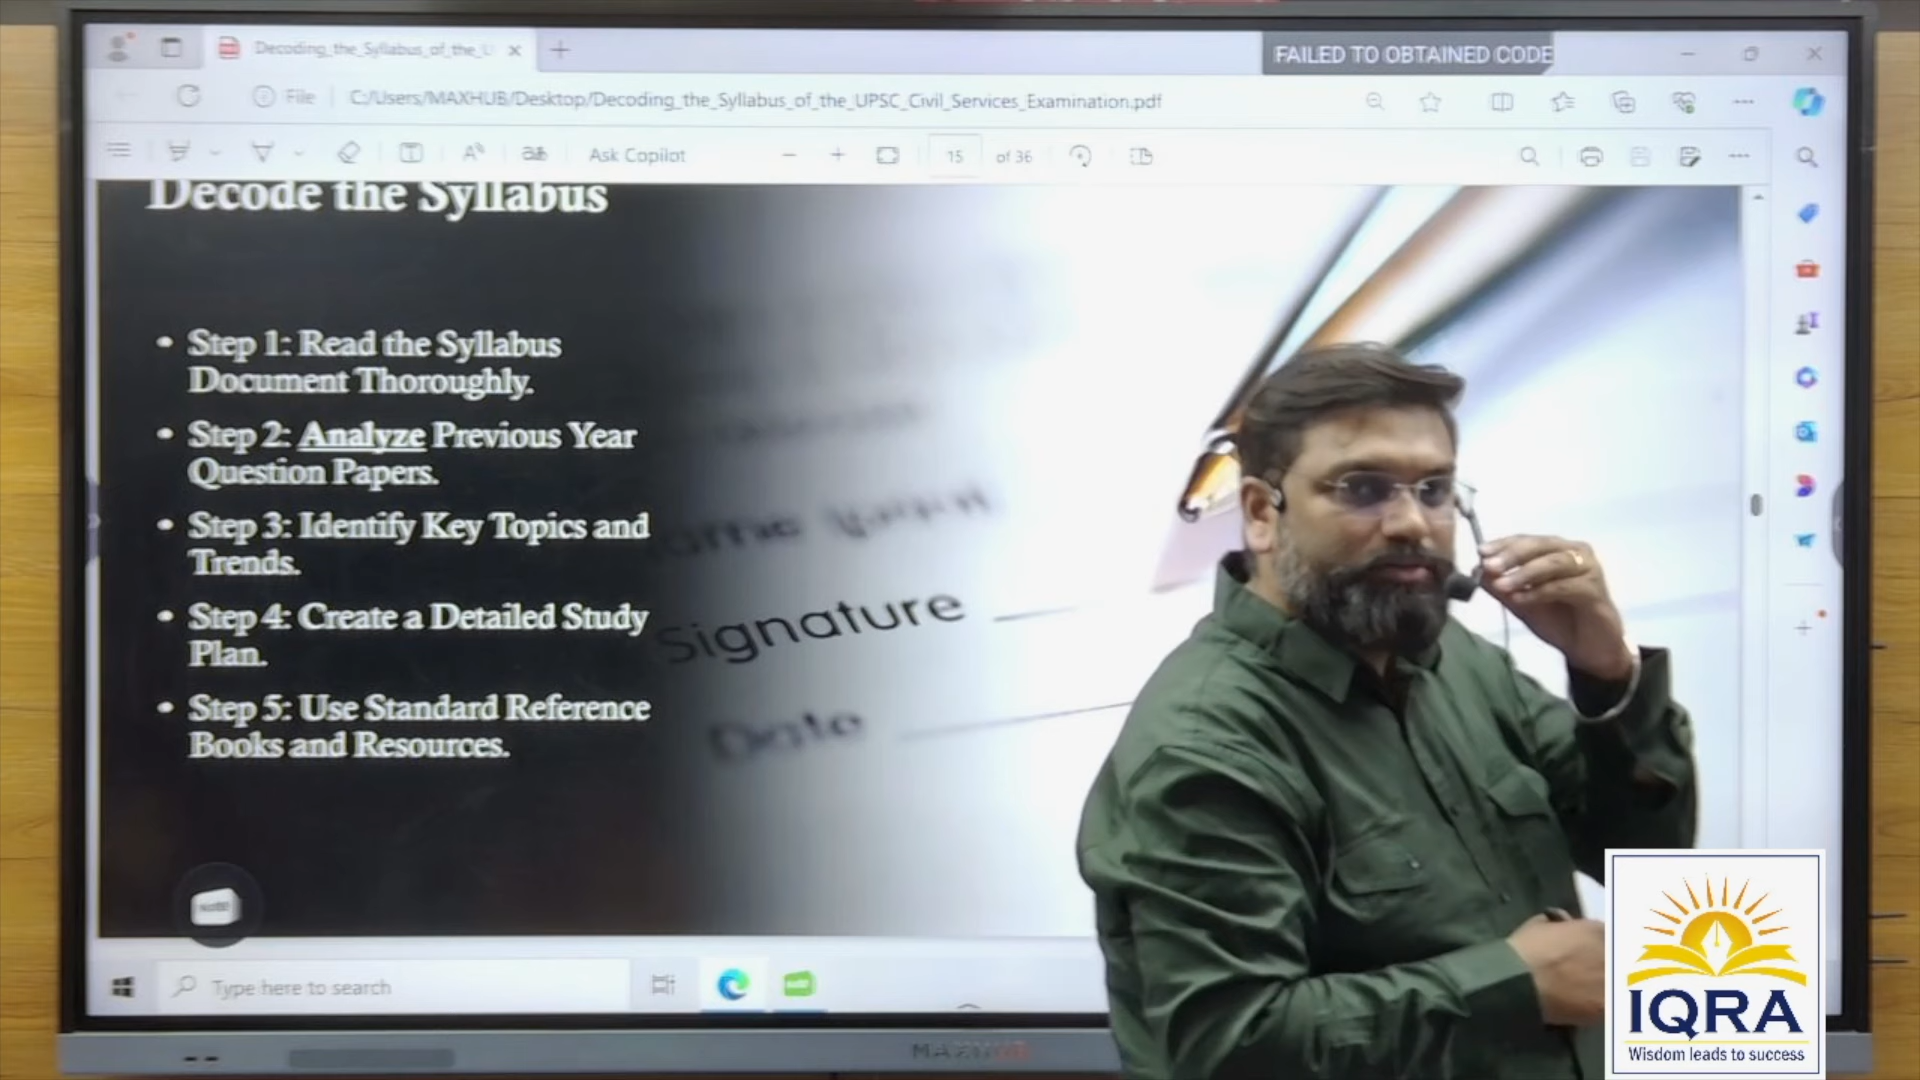 Decoding_the_Syllabus_of_the_U
FAILED TO OBTAINED CODE
File
C:/Users/MAXHUB/Desktop/Decoding_the_Syllabus_of_the_UPSC_Civil_Services_Examination.pdf
Ask Copilot
15 of 36
Decode the Syllabus
• Step 1: Read the Syllabus
Document Thoroughly.
• Step 2: Analyze Previous Year
Question Papers.
• Step 3: Identify Key Topics and
Trends.
• Step 4: Create a Detailed Study
Plan.
• Step 5: Use Standard Reference
Books and Resources.
Signature
Date
Type here to search
MAXHUB
IQRA
Wisdom leads to success